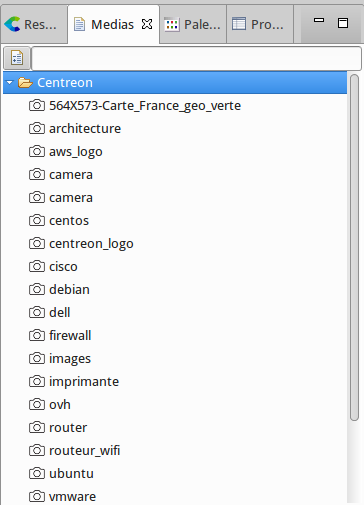 Res... Medias Pale... Pro...
Centreon
564X573-Carte_France_geo_verte
architecture
aws_logo
camera
camera
centos
centreon_logo
cisco
debian
dell
firewall
images
imprimante
ovh
router
routeur_wifi
ubuntu
vmware